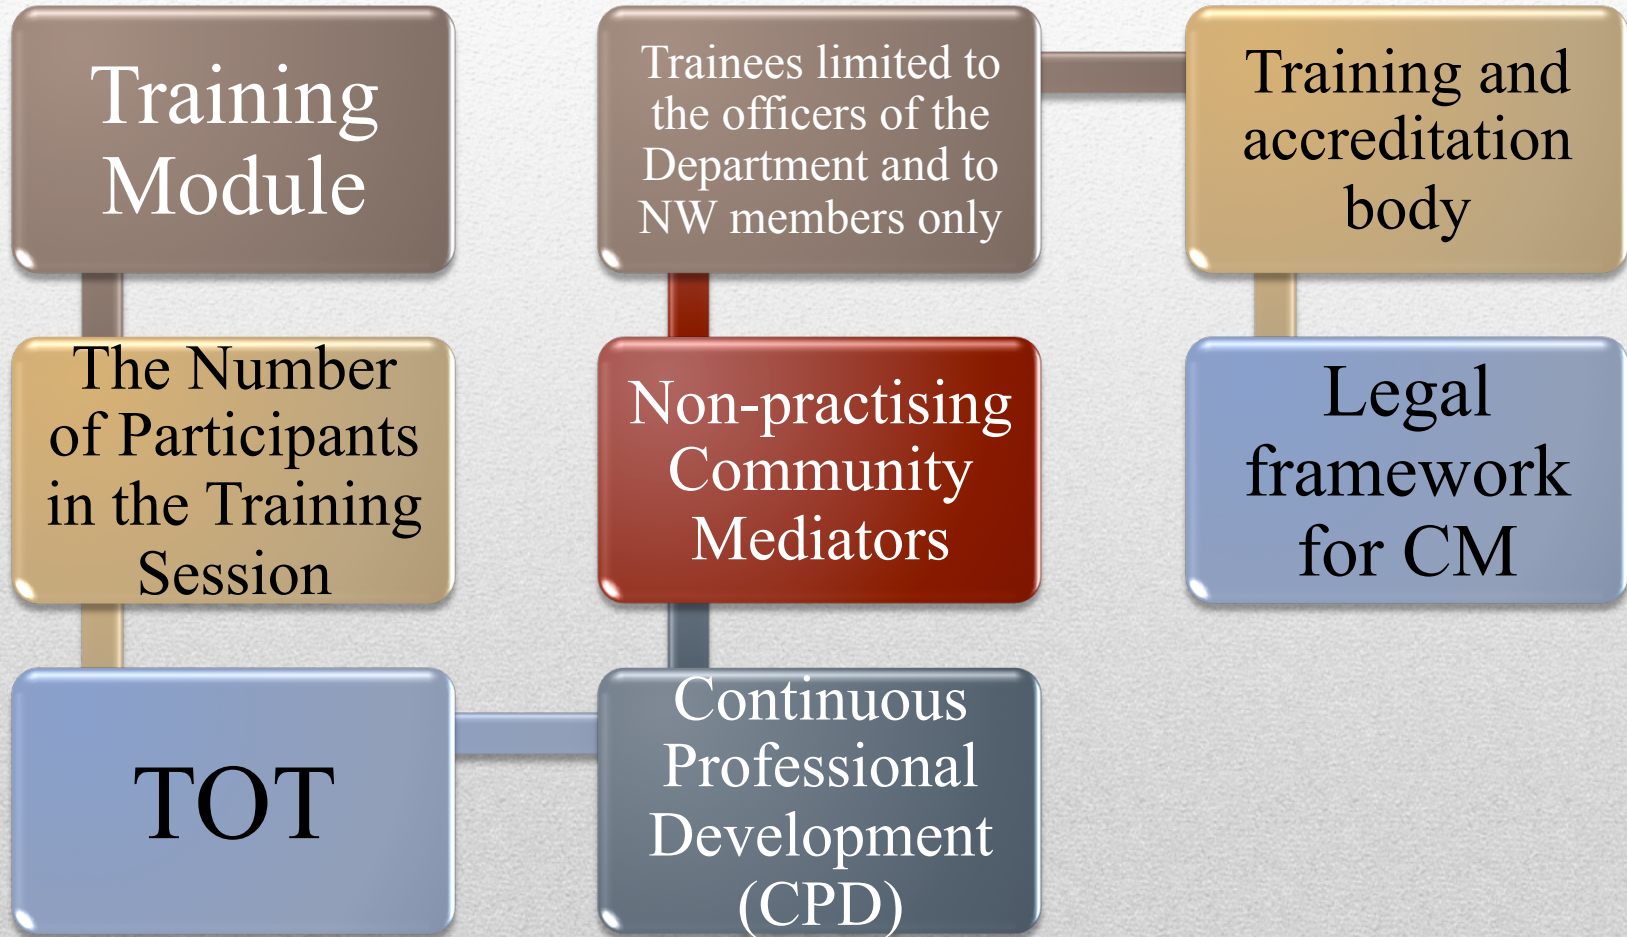 Training
Module
The Number
of Participants
in the Training
Session
TOT
Continuous
Professional
Development
(CPD)
Non-practising
Community
Mediators
Trainees limited to
the officers of the
Department and to
NW members only
Training and
accreditation
body
Legal
framework
for CM